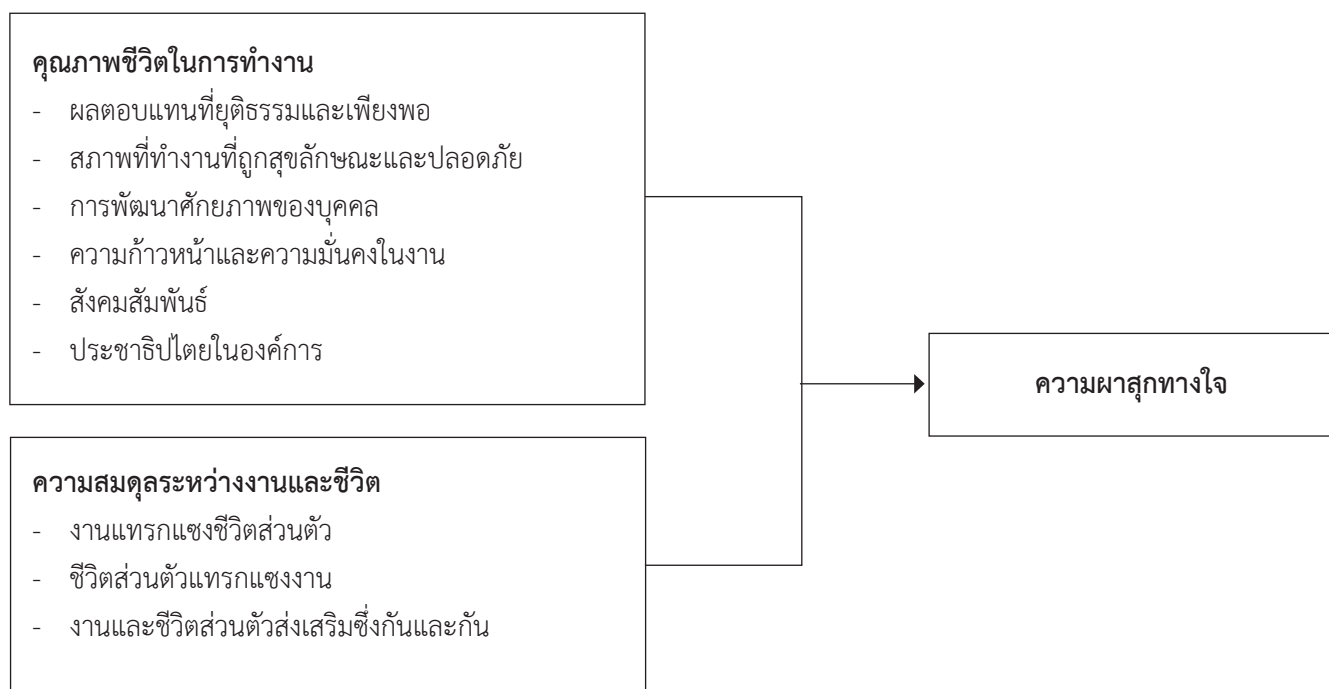 คุณภาพชีวิตในการทำงาน
- ผลตอบแทนที่ยุติธรรมและเพียงพอ
- สภาพที่ทำงานที่ถูกสุขลักษณะและปลอดภัย
- การพัฒนาศักยภาพของบุคคล
- ความก้าวหน้าและความมั่นคงในงาน
- สังคมสัมพันธ์
- ประชาธิปไตยในองค์การ
ความสมดุลระหว่างงานและชีวิต
- งานแทรกแซงชีวิตส่วนตัว
- ชีวิตส่วนตัวแทรกแซงงาน
- งานและชีวิตส่วนตัวส่งเสริมซึ่งกันและกัน
ความผาสุกทางใจ